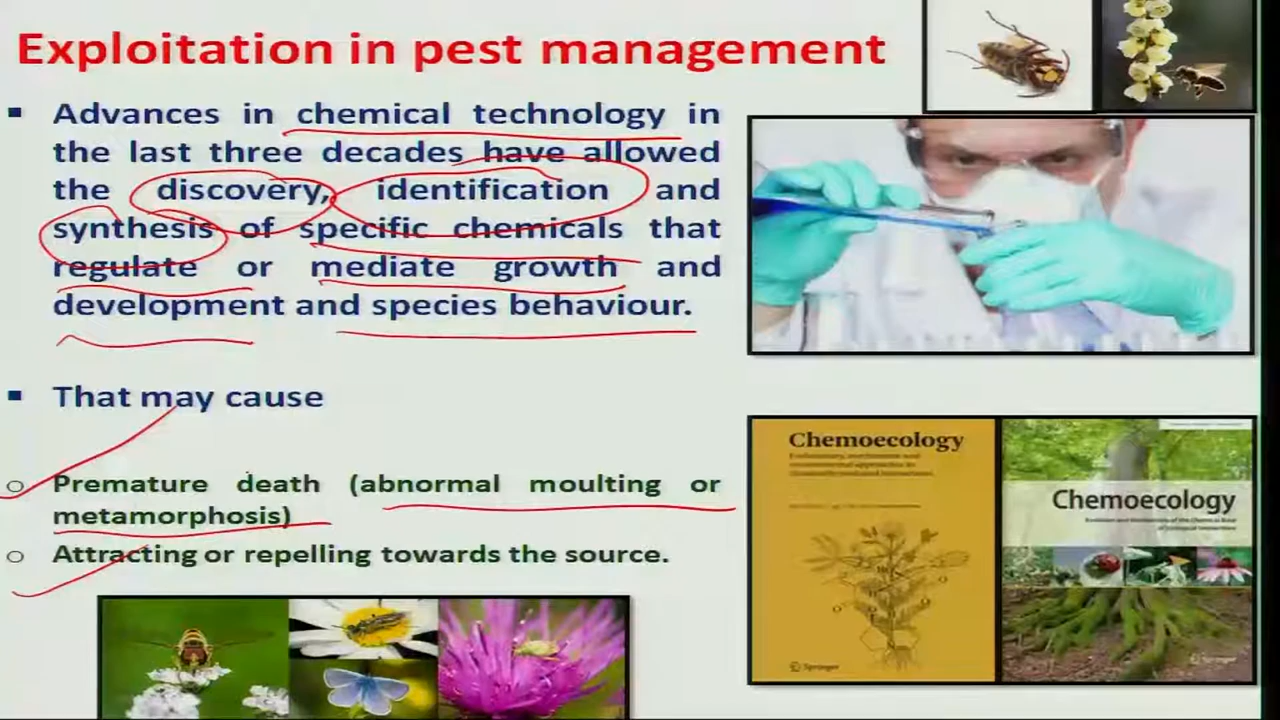 Exploitation in pest management
▪ Advances in chemical technology in
the last three decades have allowed
the discovery, identification and
synthesis of specific chemicals that
regulate or mediate growth and
development and species behaviour.
▪ That may cause
o Premature death (abnormal moulting or
metamorphosis)
o Attracting or repelling towards the source.
Chemoecology
Springer
Chemoecology
Springer